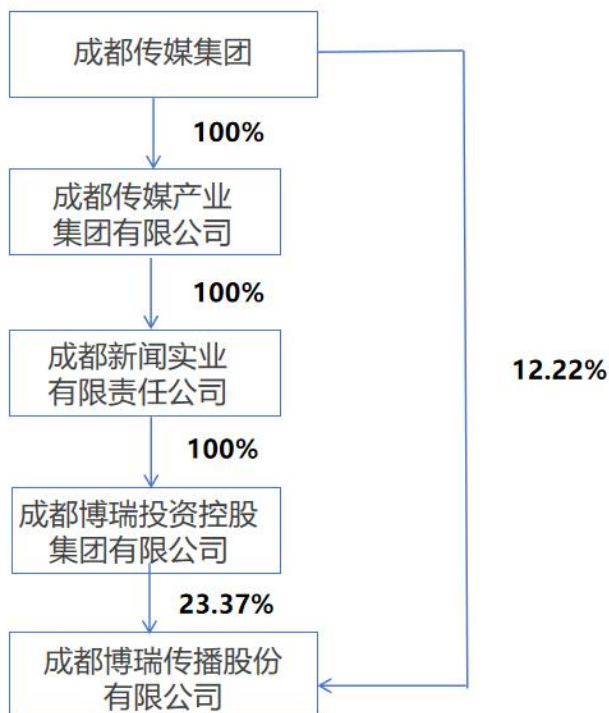 成都传媒集团
100%
成都传媒产业
集团有限公司
100%
成都新闻实业
有限责任公司
12.22%
100%
成都博瑞投资控股
集团有限公司
23.37%
成都博瑞传播股份
有限公司